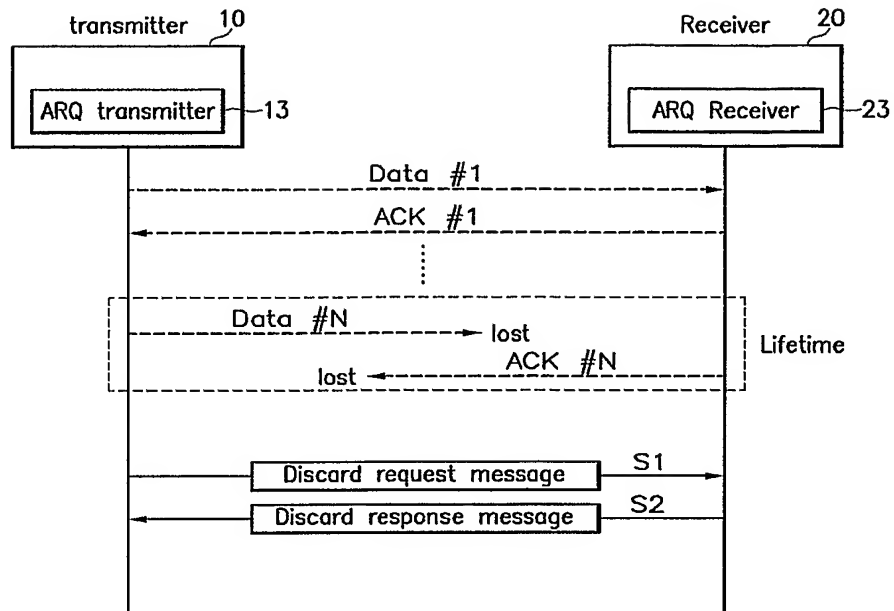 transmitter 10
Receiver 20
ARQ transmitter 13
ARQ Receiver 23
Data #1
ACK #1
Data #N lost
Lifetime
lost ACK #N
Discard request message S1
Discard response message S2